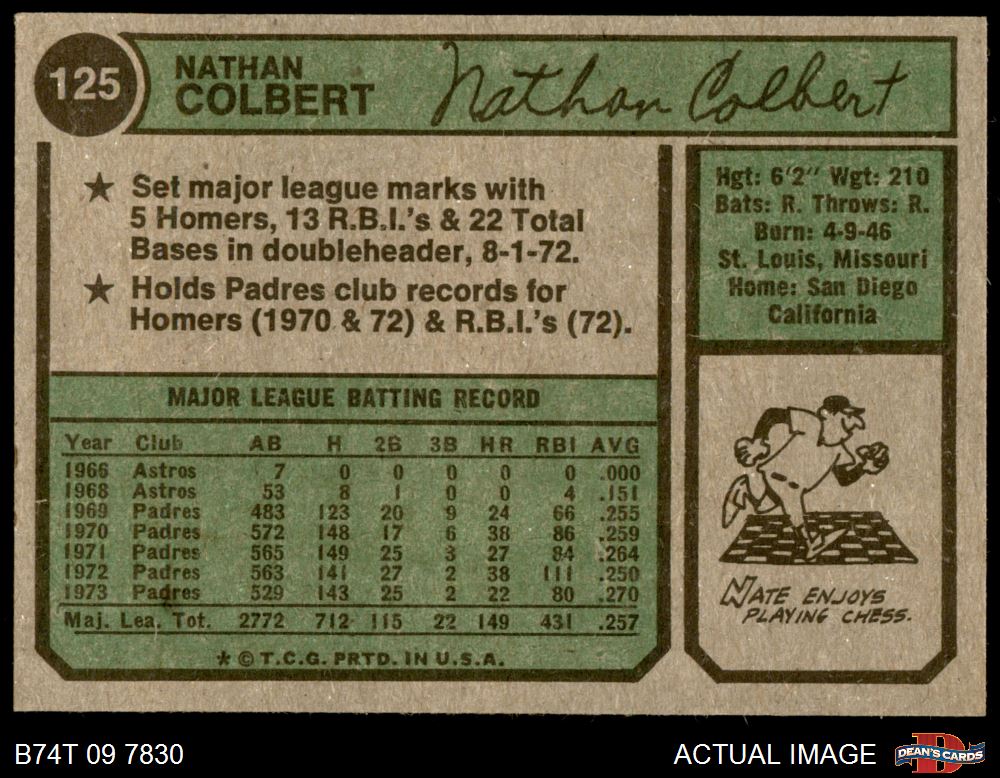 125
NATHAN
COLBERT
Nathan Colbert
★ Set major league marks with
5 Homers, 13 R.B.I.'s & 22 Total
Bases in doubleheader, 8-1-72.
★ Holds Padres club records for
Homers (1970 & 72) & R.B.I.'s (72).
Hgt: 6'2" Wgt: 210
Bats: R. Throws: R.
Born: 4-9-46
St. Louis, Missouri
Home: San Diego
California
MAJOR LEAGUE BATTING RECORD
Year Club AB H 2B 3B HR RBI AVG
1966 Astros 7 0 0 0 0 0 .000
1968 Astros 53 8 1 0 0 4 .151
1969 Padres 483 123 20 9 24 66 .255
1970 Padres 572 148 17 6 38 86 .259
1971 Padres 565 149 25 3 27 84 .264
1972 Padres 563 141 27 2 38 111 .250
1973 Padres 529 143 25 2 22 80 .270
Maj. Lea. Tot. 2772 712 115 22 149 431 .257
* © T.C.G. PRTD. IN U.S.A.
NATE ENJOYS
PLAYING CHESS.
B74T 09 7830
ACTUAL IMAGE
DEAN'S CARDS